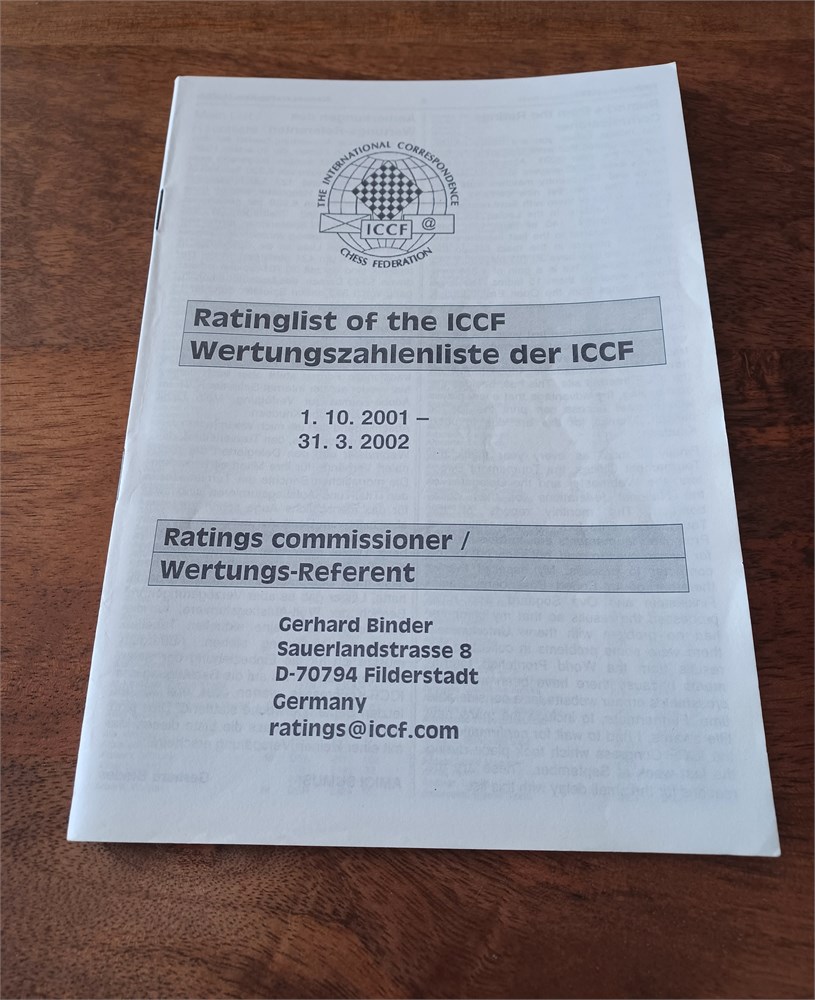 THE INTERNATIONAL CORRESPONDENCE
ICCF @
CHESS FEDERATION
Ratinglist of the ICCF
Wertungszahlenliste der ICCF
1. 10. 2001 –
31. 3. 2002
Ratings commissioner /
Wertungs-Referent
Gerhard Binder
Sauerlandstrasse 8
D-70794 Filderstadt
Germany
ratings@iccf.com